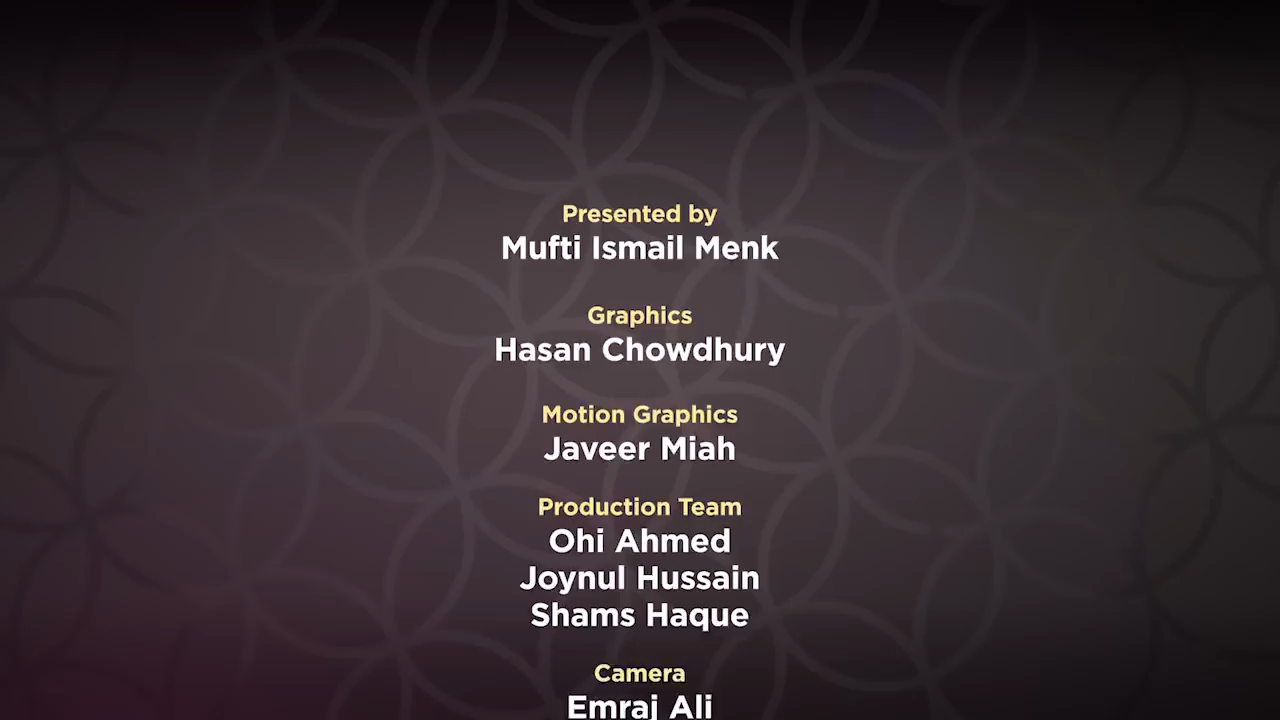 Presented by
Mufti Ismail Menk
Graphics
Hasan Chowdhury
Motion Graphics
Javeer Miah
Production Team
Ohi Ahmed
Joynul Hussain
Shams Haque
Camera
Emraj Ali